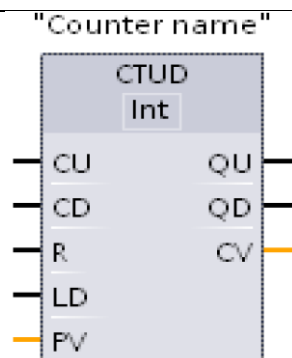 "Counter name"
CTUD
Int
CU QU
CD QD
R CV
LD
PV